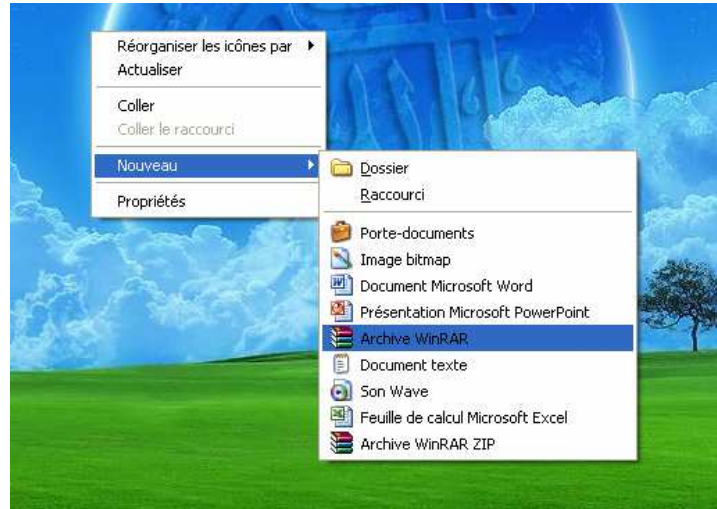 Réorganiser les icônes par
Actualiser
Coller
Coller le raccourci
Nouveau
Propriétés
Dossier
Raccourci
Porte-documents
Image bitmap
Document Microsoft Word
Présentation Microsoft PowerPoint
Archive WinRAR
Document texte
Son Wave
Feuille de calcul Microsoft Excel
Archive WinRAR ZIP